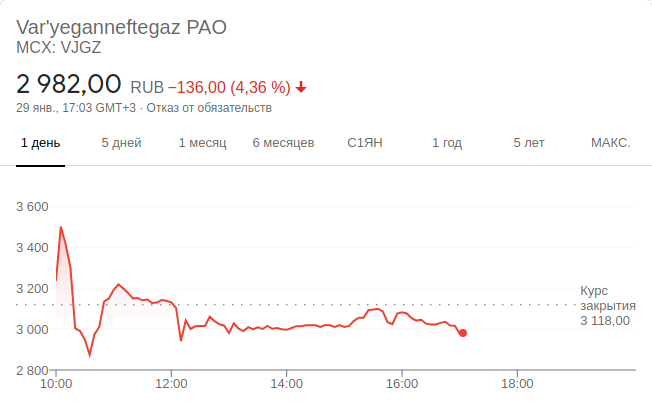 Var'yeganneftegaz PAO
MCX: VJGZ
2 982,00 RUB −136,00 (4,36 %)
29 янв., 17:03 GMT+3 · Отказ от обязательств
1 день 5 дней 1 месяц 6 месяцев С1ЯН 1 год 5 лет МАКС.
3 600
3 400
3 200
Курс
закрытия
3 118,00
3 000
2 800
10:00 12:00 14:00 16:00 18:00